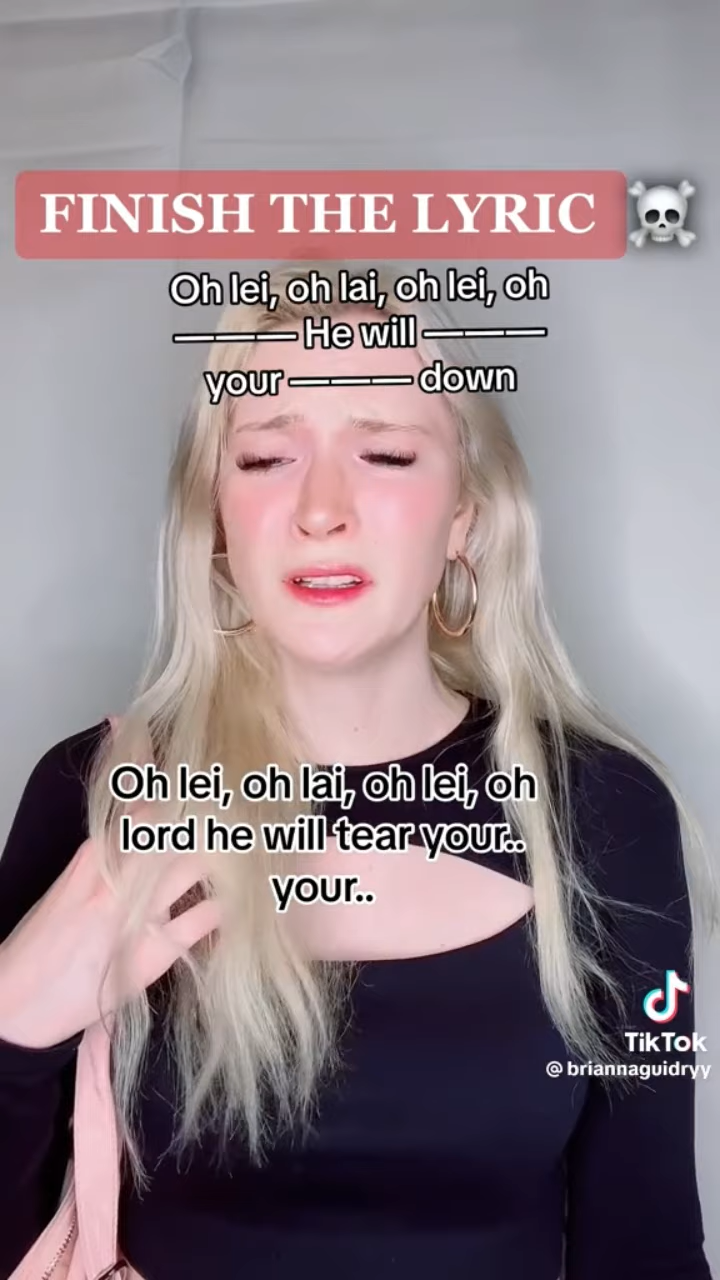 FINISH THE LYRIC
Oh lei, oh lai, oh lei, oh
——— He will ———
your ——— down
Oh lei, oh lai, oh lei, oh
lord he will tear your..
your..
TikTok
@briannaguidryy